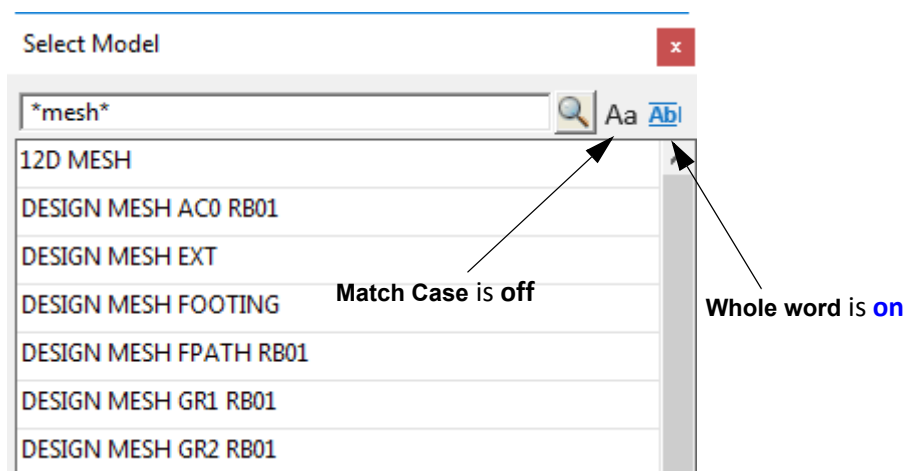 Select Model
x
*mesh*
Aa Abl
12D MESH
DESIGN MESH AC0 RB01
DESIGN MESH EXT
DESIGN MESH FOOTING
DESIGN MESH FPATH RB01
DESIGN MESH GR1 RB01
DESIGN MESH GR2 RB01
Match Case is off
Whole word is on